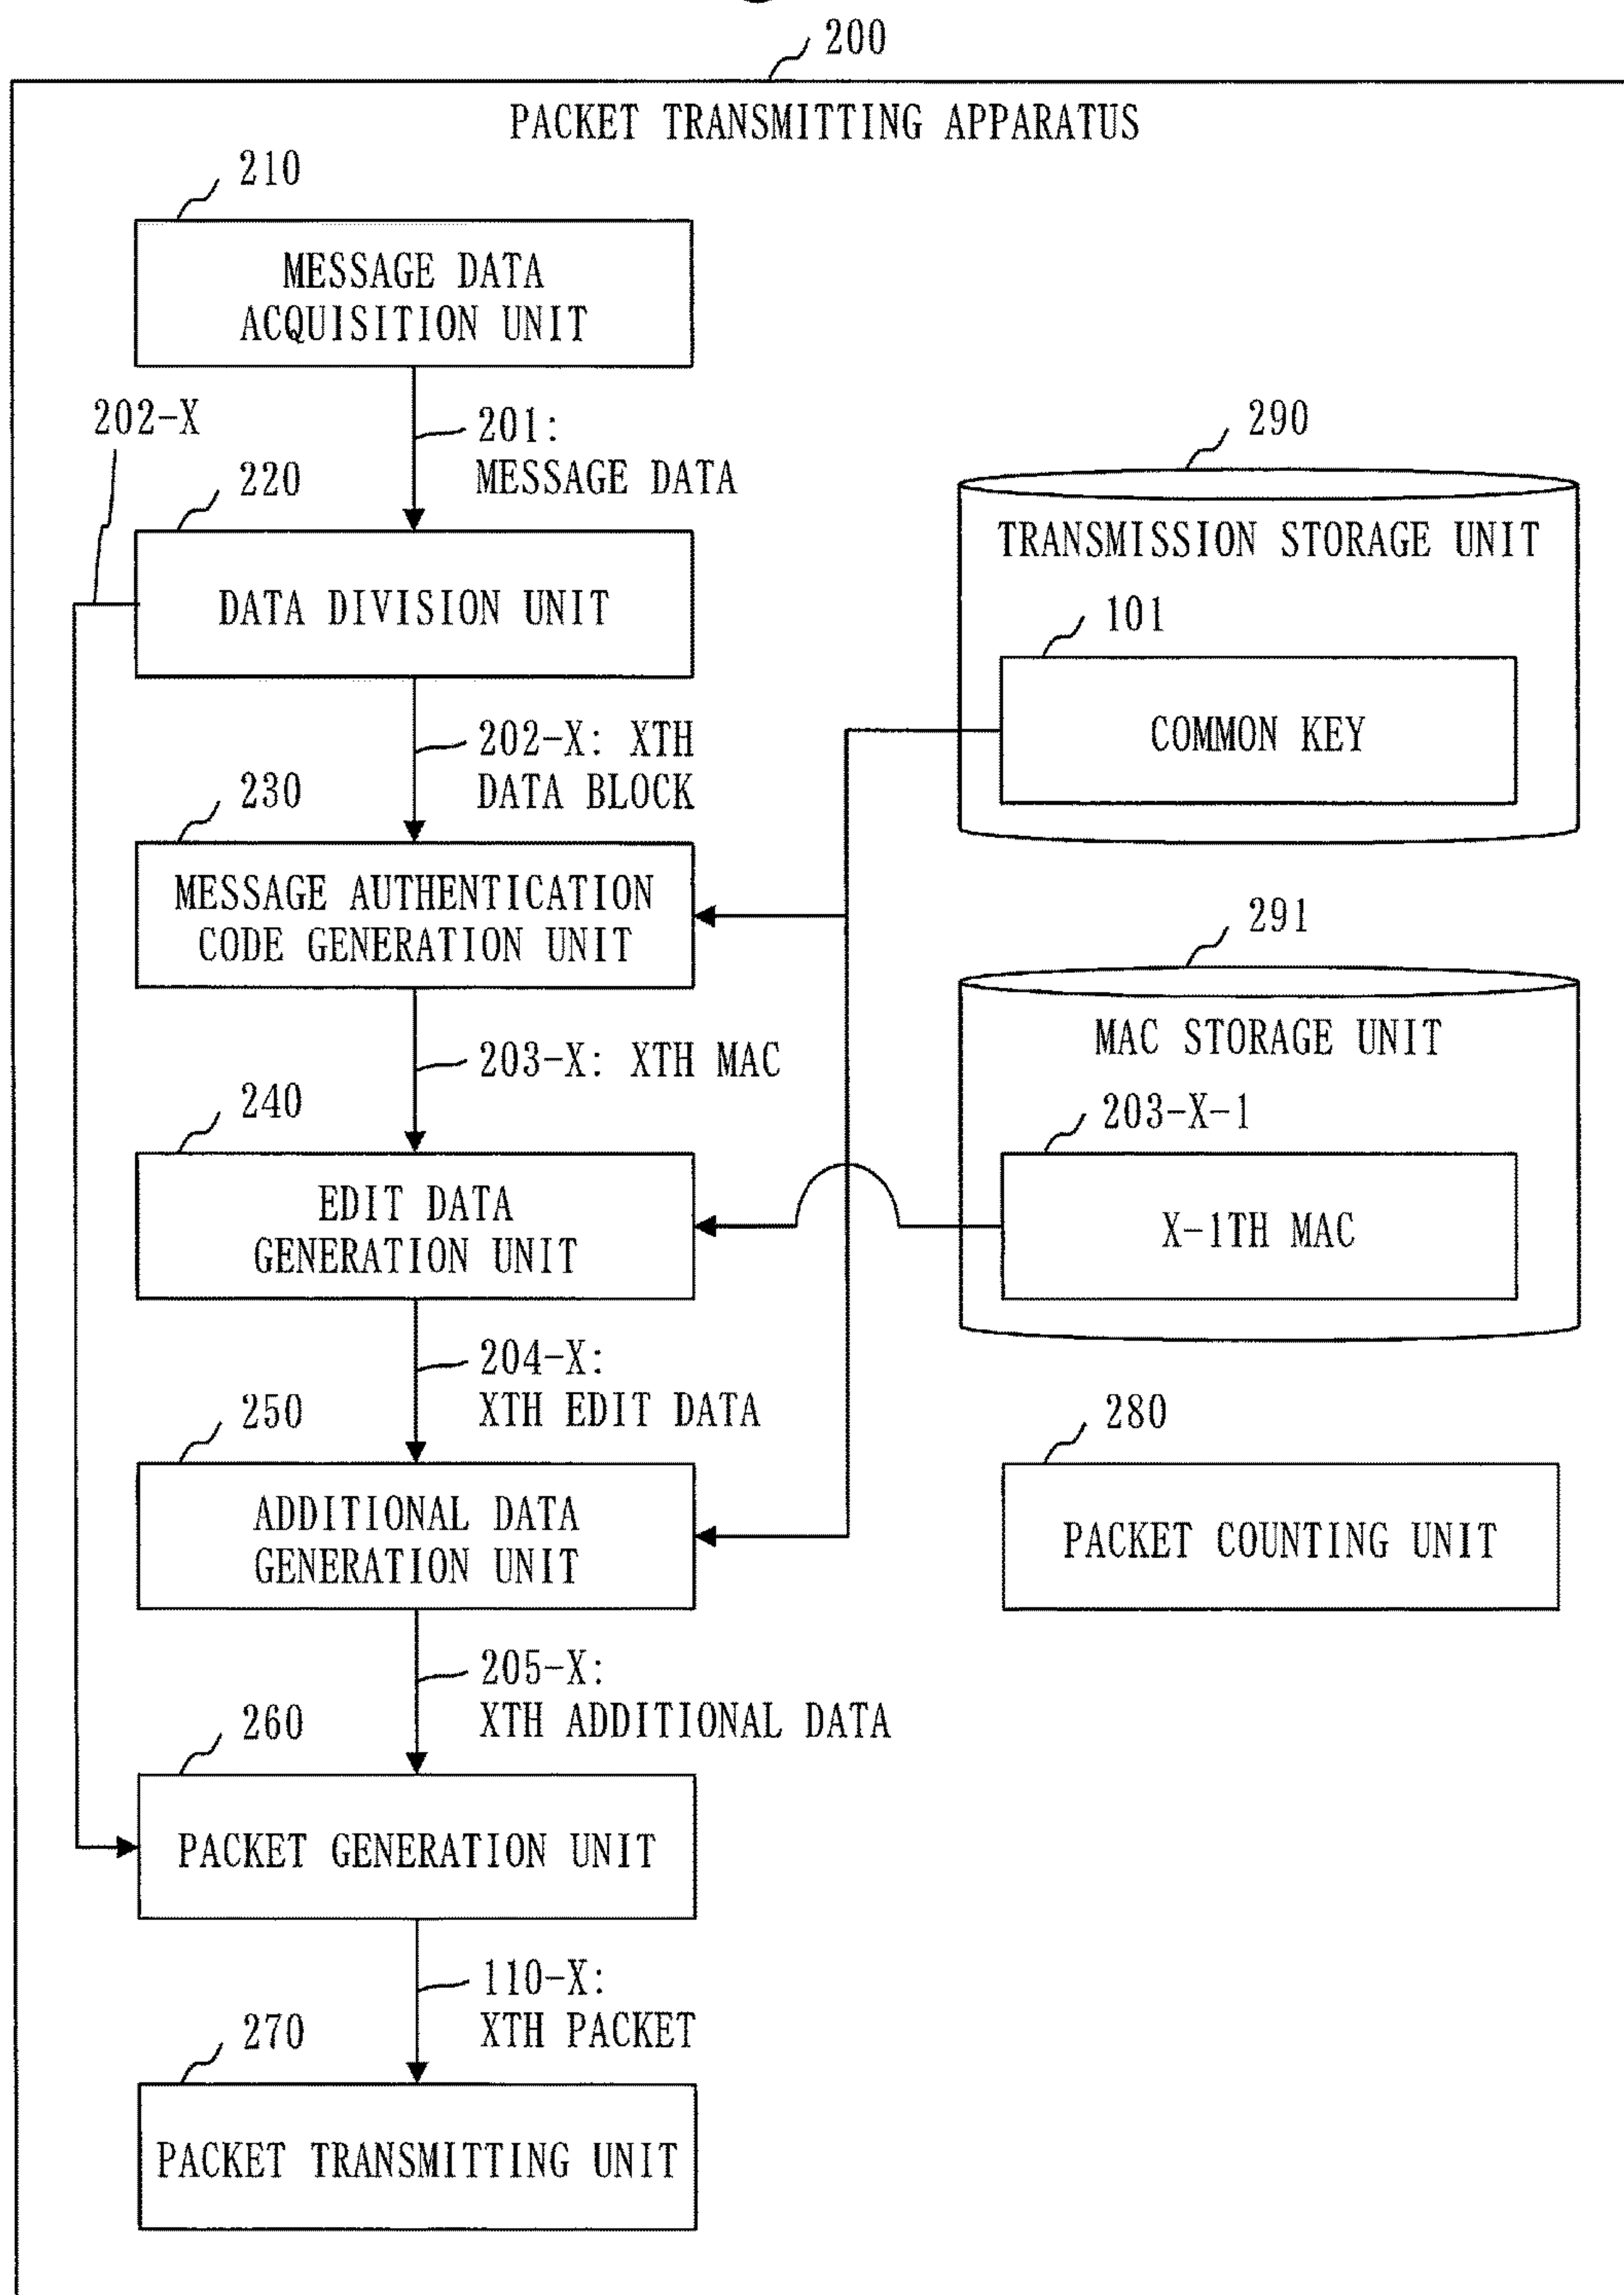 200
PACKET TRANSMITTING APPARATUS
210
MESSAGE DATA
ACQUISITION UNIT
202-X
201:
MESSAGE DATA
220
DATA DIVISION UNIT
290
TRANSMISSION STORAGE UNIT
101
COMMON KEY
202-X: XTH
DATA BLOCK
230
MESSAGE AUTHENTICATION
CODE GENERATION UNIT
291
MAC STORAGE UNIT
203-X-1
X-1TH MAC
203-X: XTH MAC
240
EDIT DATA
GENERATION UNIT
204-X:
XTH EDIT DATA
250
ADDITIONAL DATA
GENERATION UNIT
280
PACKET COUNTING UNIT
205-X:
XTH ADDITIONAL DATA
260
PACKET GENERATION UNIT
110-X:
XTH PACKET
270
PACKET TRANSMITTING UNIT